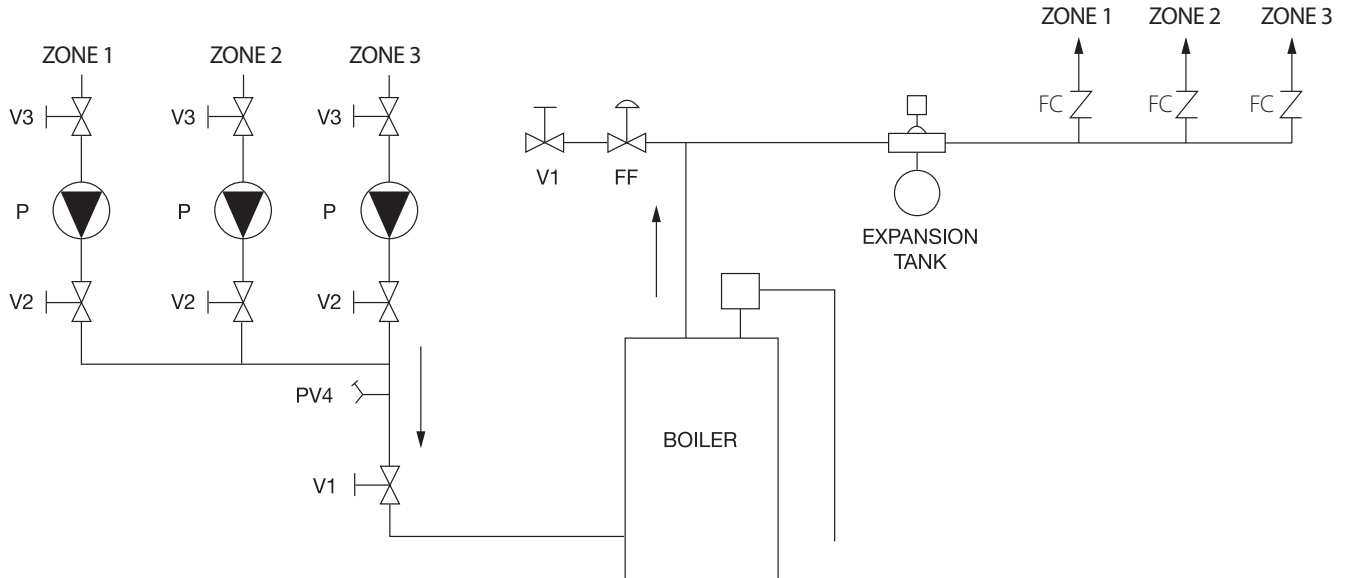 ZONE 1 ZONE 2 ZONE 3
ZONE 1 ZONE 2 ZONE 3
V3 V3 V3
FC FC FC
V1 FF
P P P
EXPANSION
TANK
V2 V2 V2
PV4
BOILER
V1